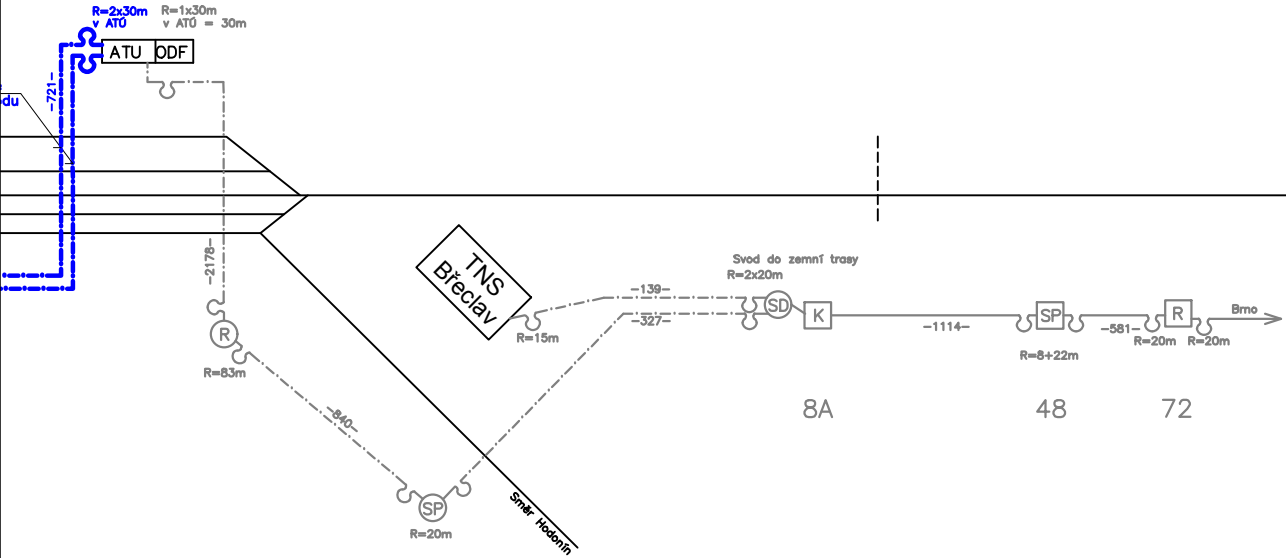 R=2x30m
v ATÚ
R=1x30m
v ATÚ = 30m
ATU
ODF
-721-
du
-2178-
TNS
Břeclav
Svod do zemní trasy
R=2x20m
-139-
-327-
SD
K
-1114-
SP
-581-
R
Brno
R=15m
R=8+22m
R=20m
R=20m
R
R=83m
8A
48
72
-840-
SP
R=20m
Směr Hodonín